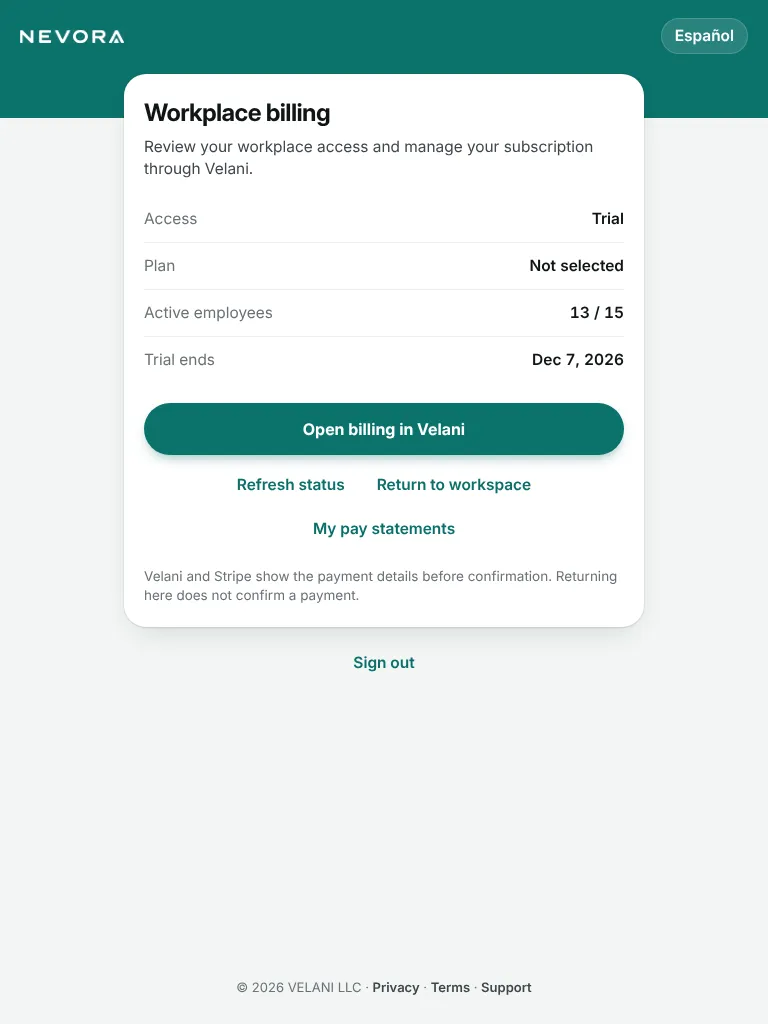 NEVORA
Español
Workplace billing
Review your workplace access and manage your subscription
through Velani.
Access Trial
Plan Not selected
Active employees 13 / 15
Trial ends Dec 7, 2026
Open billing in Velani
Refresh status Return to workspace
My pay statements
Velani and Stripe show the payment details before confirmation. Returning
here does not confirm a payment.
Sign out
© 2026 VELANI LLC · Privacy · Terms · Support